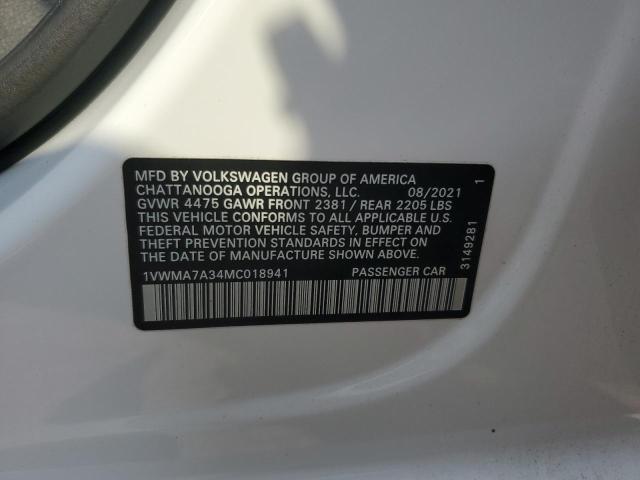 MFD BY VOLKSWAGEN GROUP OF AMERICA
CHATTANOOGA OPERATIONS, LLC. 08/2021
GVWR 4475 GAWR FRONT 2381 / REAR 2205 LBS
THIS VEHICLE CONFORMS TO ALL APPLICABLE U.S.
FEDERAL MOTOR VEHICLE SAFETY, BUMPER AND
THEFT PREVENTION STANDARDS IN EFFECT ON
THE DATE OF MANUFACTURE SHOWN ABOVE.
1VWMA7A34MC018941 PASSENGER CAR
3149281 1